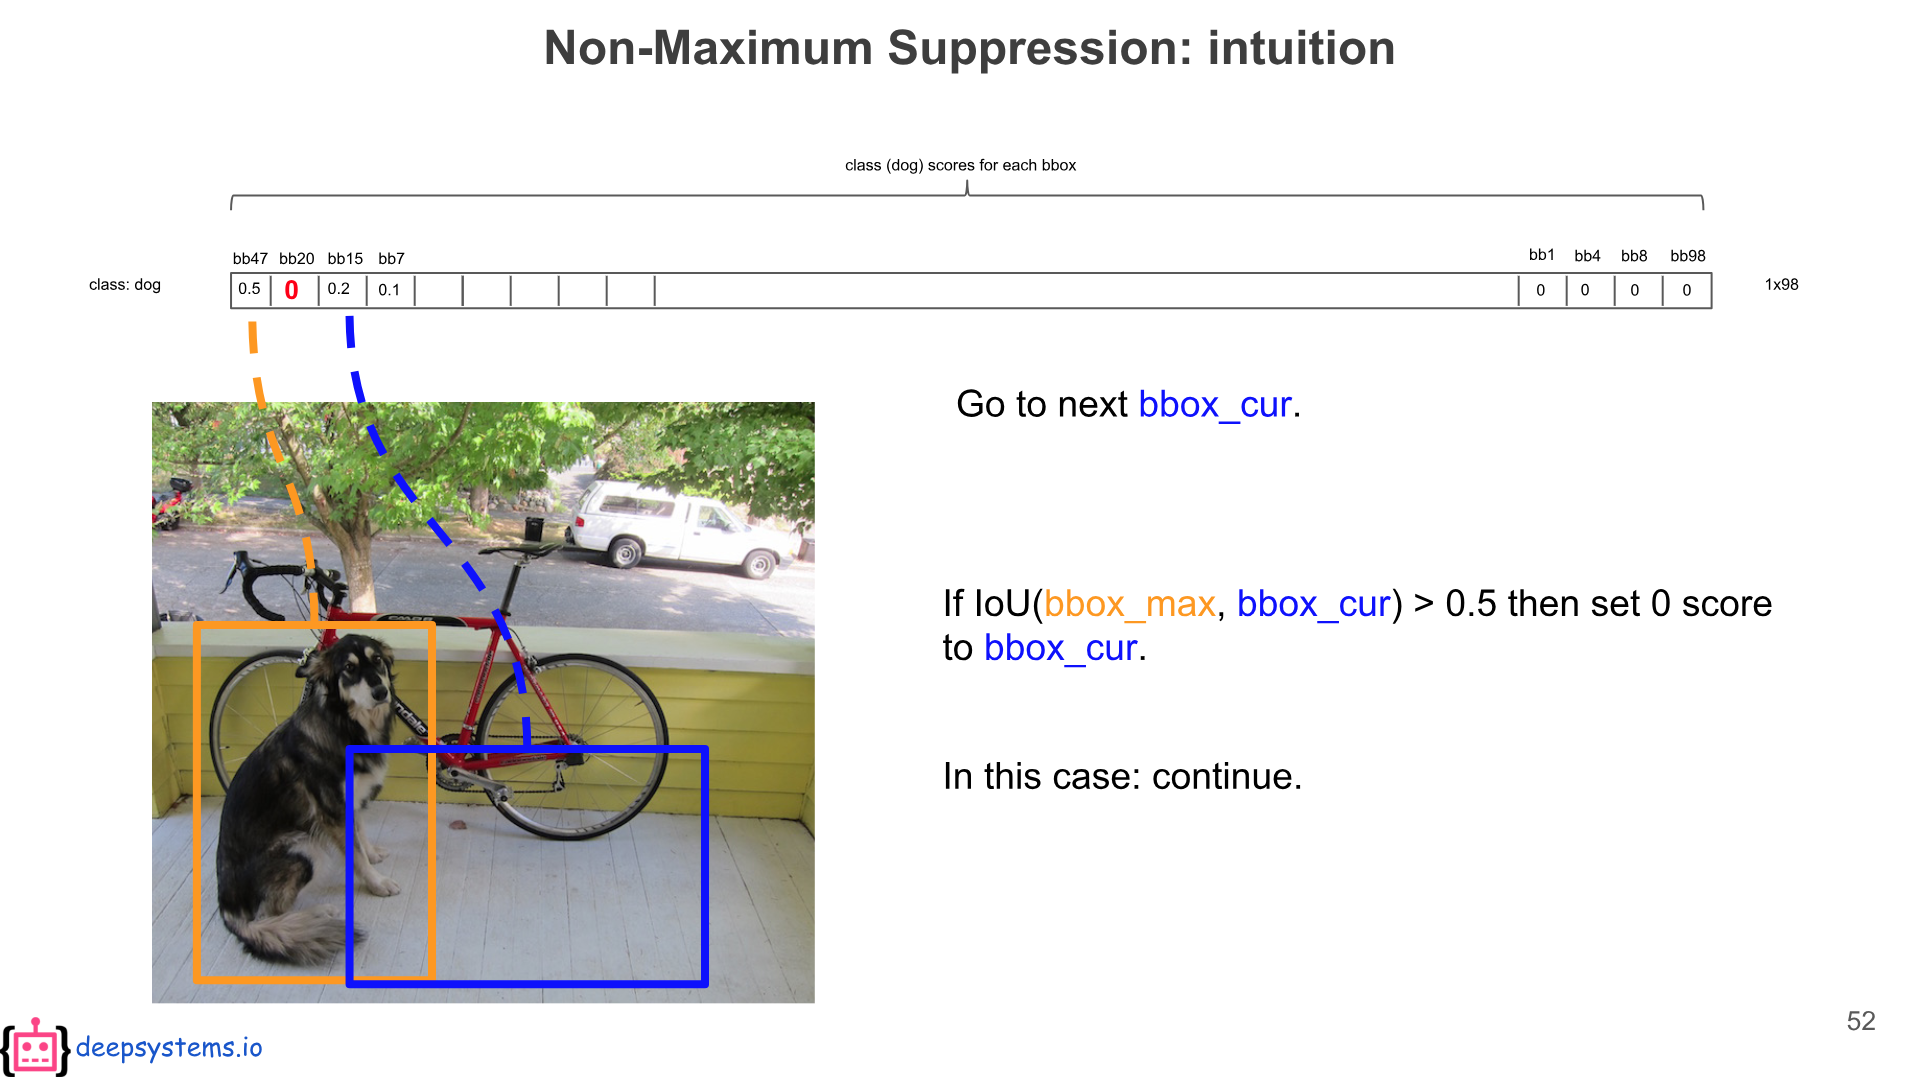 Non-Maximum Suppression: intuition
class (dog) scores for each bbox
bb47 bb20 bb15 bb7 bb1 bb4 bb8 bb98
class: dog 0.5 0 0.2 0.1 0 0 0 0 1x98
Go to next bbox_cur.
If IoU(bbox_max, bbox_cur) > 0.5 then set 0 score
to bbox_cur.
In this case: continue.
52
deepsystems.io